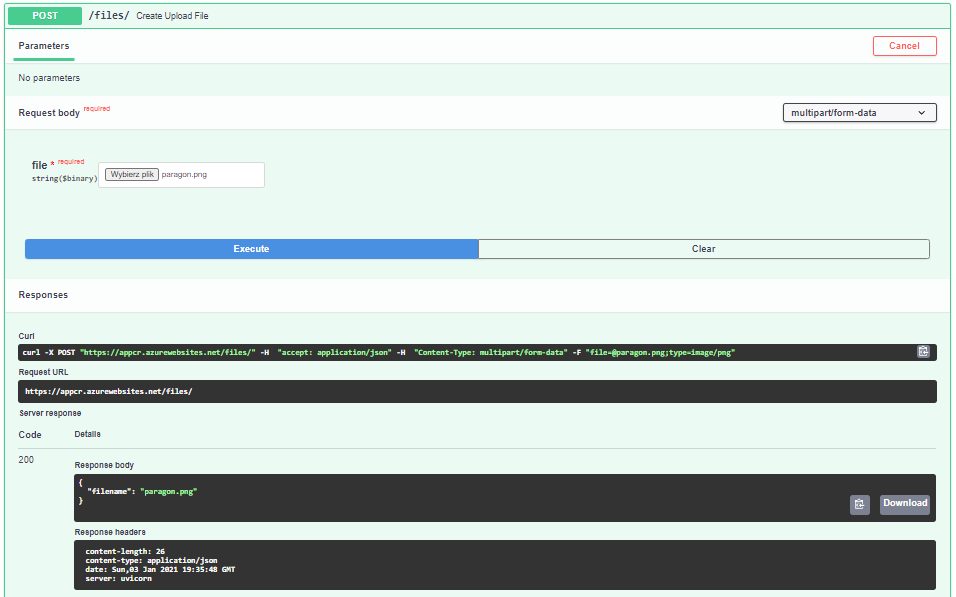 POST /files/ Create Upload File
Parameters
Cancel
No parameters
Request body required
multipart/form-data
file * required
string($binary)
Wybierz plik paragon.png
Execute
Clear
Responses
Curl
curl -X POST "https://appcr.azurewebsites.net/files/" -H "accept: application/json" -H "Content-Type: multipart/form-data" -F "file=@paragon.png;type=image/png"
Request URL
https://appcr.azurewebsites.net/files/
Server response
Code Details
200
Response body
{
"filename": "paragon.png"
}
Download
Response headers
content-length: 26
content-type: application/json
date: Sun,03 Jan 2021 19:35:48 GMT
server: uvicorn